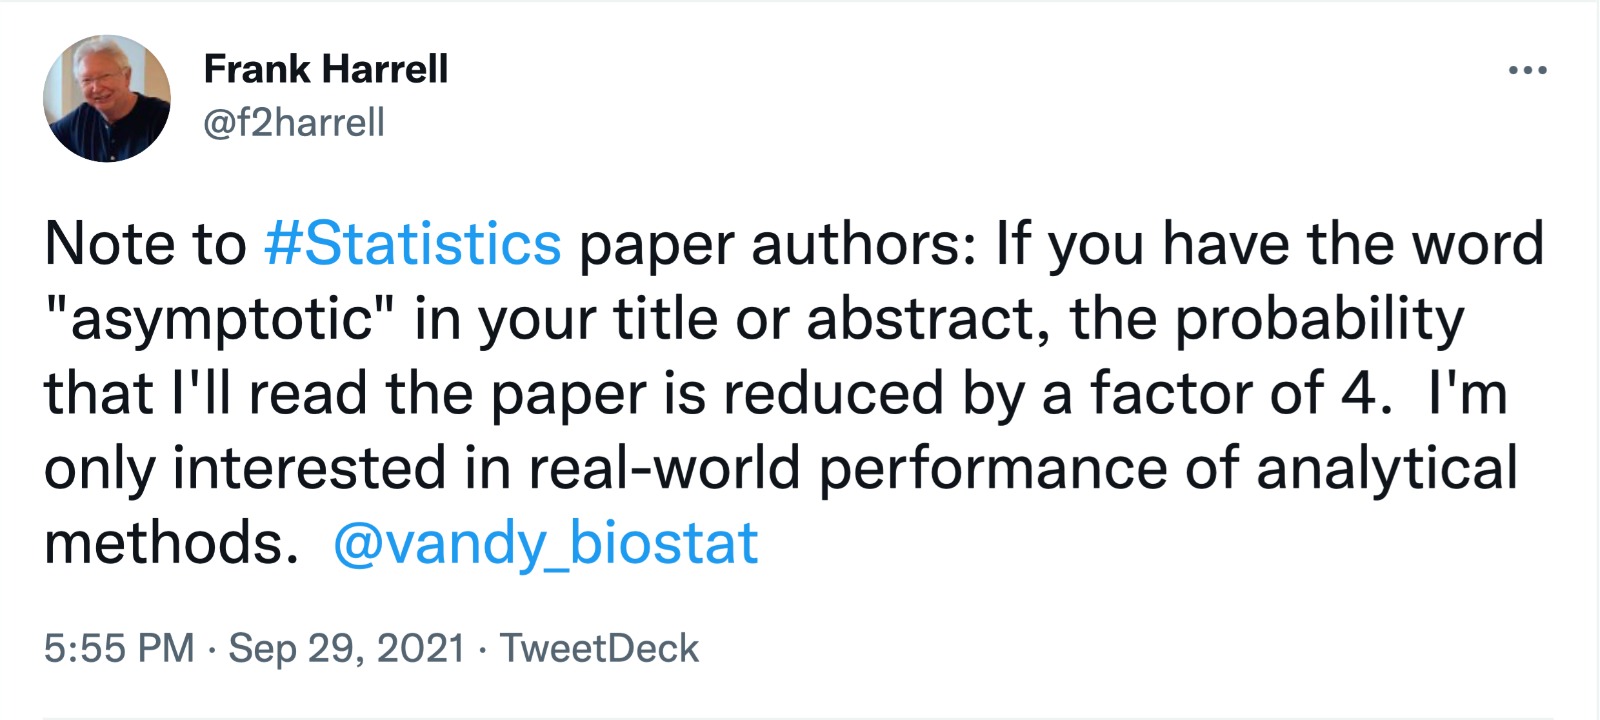 Frank Harrell
@f2harrell
Note to #Statistics paper authors: If you have the word
"asymptotic" in your title or abstract, the probability
that I'll read the paper is reduced by a factor of 4.  I'm
only interested in real-world performance of analytical
methods.  @vandy_biostat
5:55 PM · Sep 29, 2021 · TweetDeck